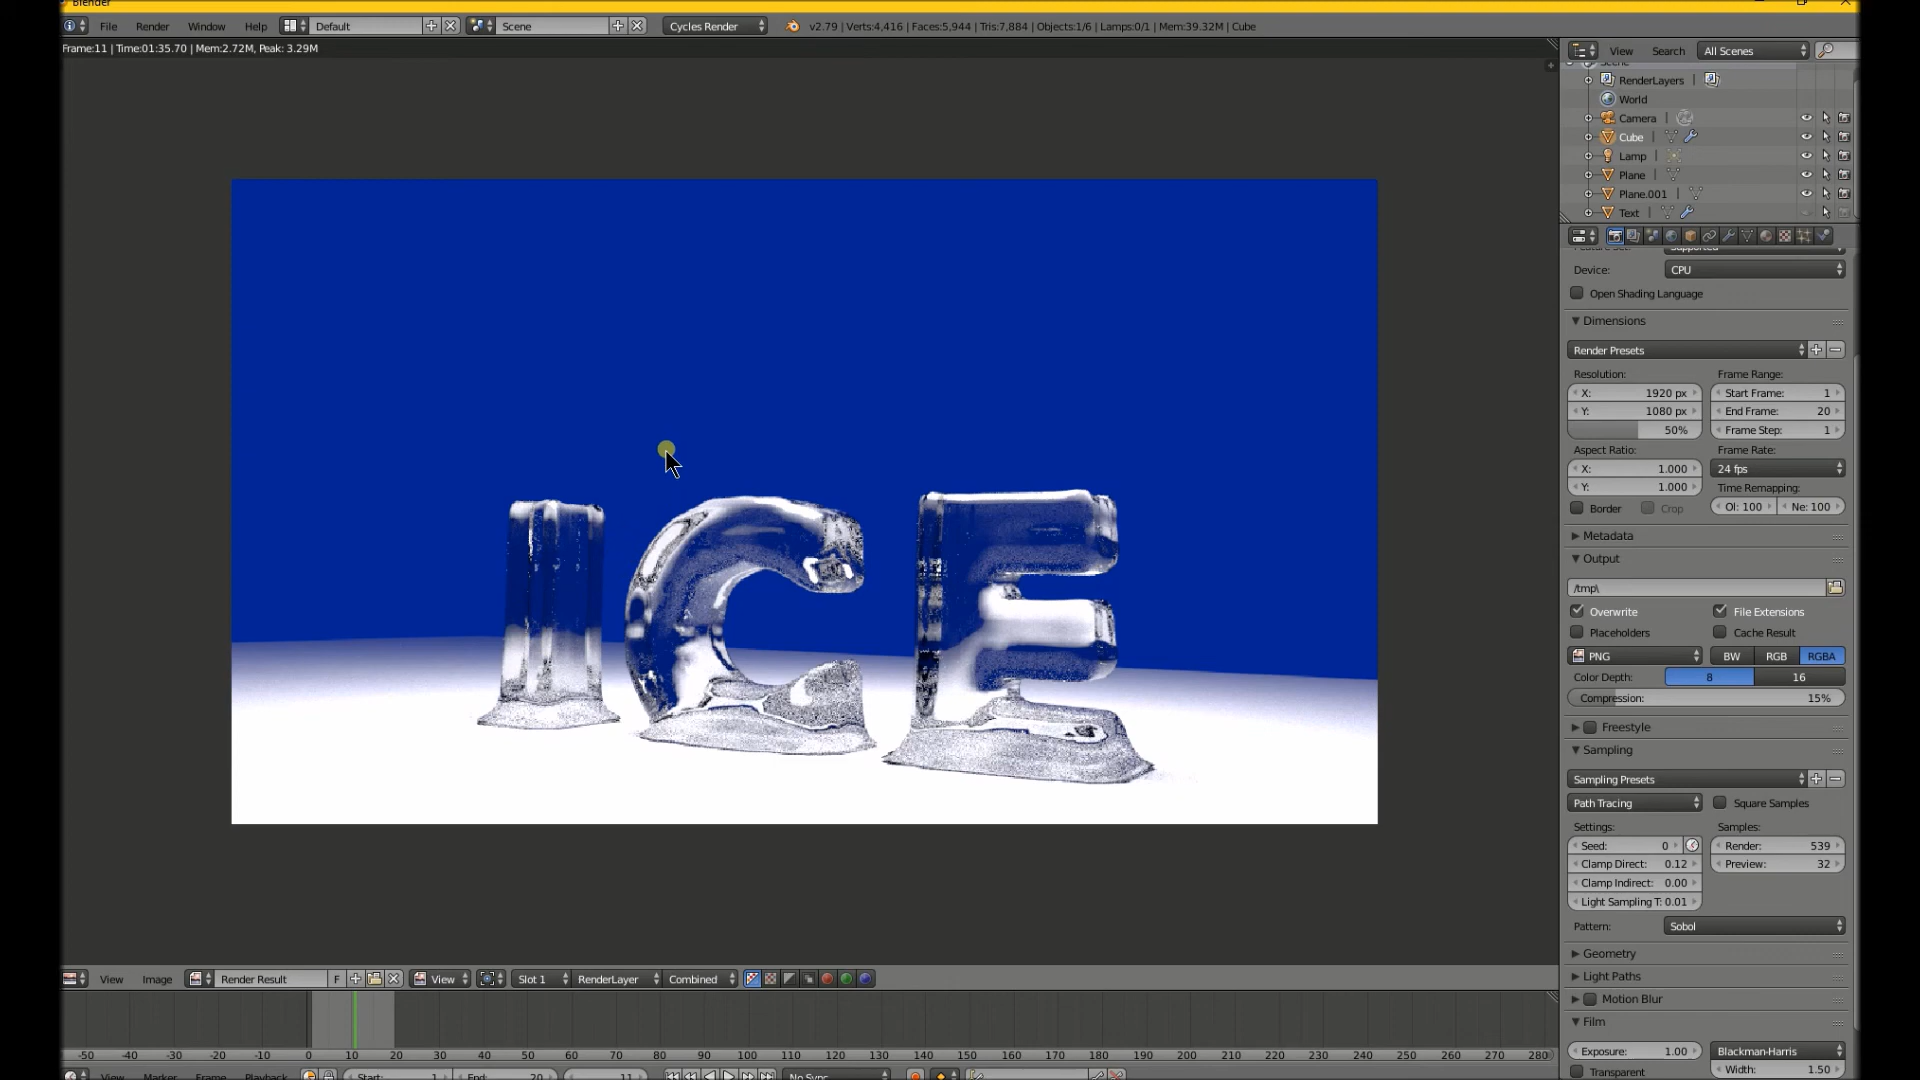 Blender
File Render Window Help Default Scene Cycles Render v2.79 | Verts:4,416 | Faces:5,944 | Tris:7,884 | Objects:1/6 | Lamps:0/1 | Mem:39.32M | Cube
Frame:11 | Time:01:35.70 | Mem:2.72M, Peak: 3.29M
View Search All Scenes
Scene
RenderLayers
World
Camera
Cube
Lamp
Plane
Plane.001
Text
Feature Set: Supported
Device: CPU
Open Shading Language
Dimensions
Render Presets
Resolution: Frame Range:
X: 1920 px Start Frame: 1
Y: 1080 px End Frame: 20
50% Frame Step: 1
Aspect Ratio: Frame Rate:
X: 1.000 24 fps
Y: 1.000 Time Remapping:
Border Crop Ol: 100 Ne: 100
Metadata
Output
/tmp\
Overwrite File Extensions
Placeholders Cache Result
PNG BW RGB RGBA
Color Depth: 8 16
Compression: 15%
Freestyle
Sampling
Sampling Presets
Path Tracing Square Samples
Settings: Samples:
Seed: 0 Render: 539
Clamp Direct: 0.12 Preview: 32
Clamp Indirect: 0.00
Light Sampling T: 0.01
Pattern: Sobol
Geometry
Light Paths
Motion Blur
Film
Exposure: 1.00 Blackman-Harris
Transparent Width: 1.50
ICE
View Image Render Result F View Slot 1 RenderLayer Combined
-50 -40 -30 -20 -10 0 10 20 30 40 50 60 70 80 90 100 110 120 130 140 150 160 170 180 190 200 210 220 230 240 250 260 270 280
View Marker Frame Playback Start: 1 End: 20 11 No Sync